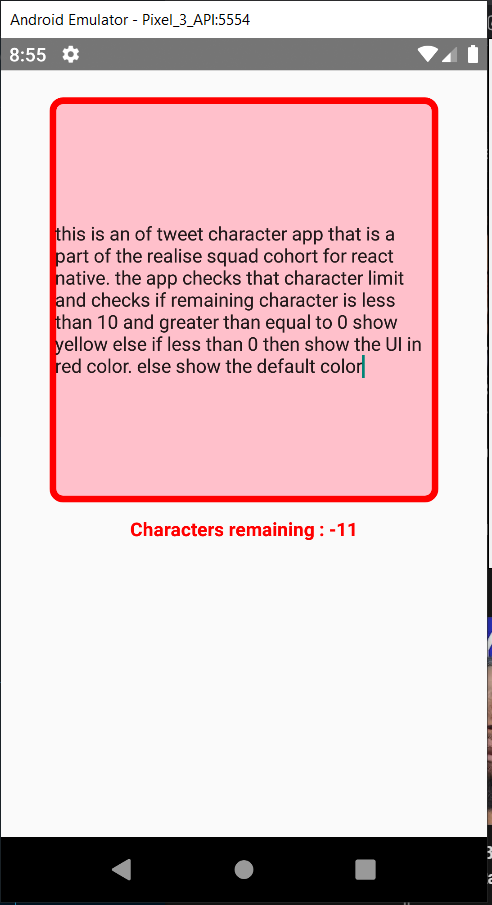 Android Emulator - Pixel_3_API:5554
8:55
this is an of tweet character app that is a
part of the realise squad cohort for react
native. the app checks that character limit
and checks if remaining character is less
than 10 and greater than equal to 0 show
yellow else if less than 0 then show the UI in
red color. else show the default color
Characters remaining : -11